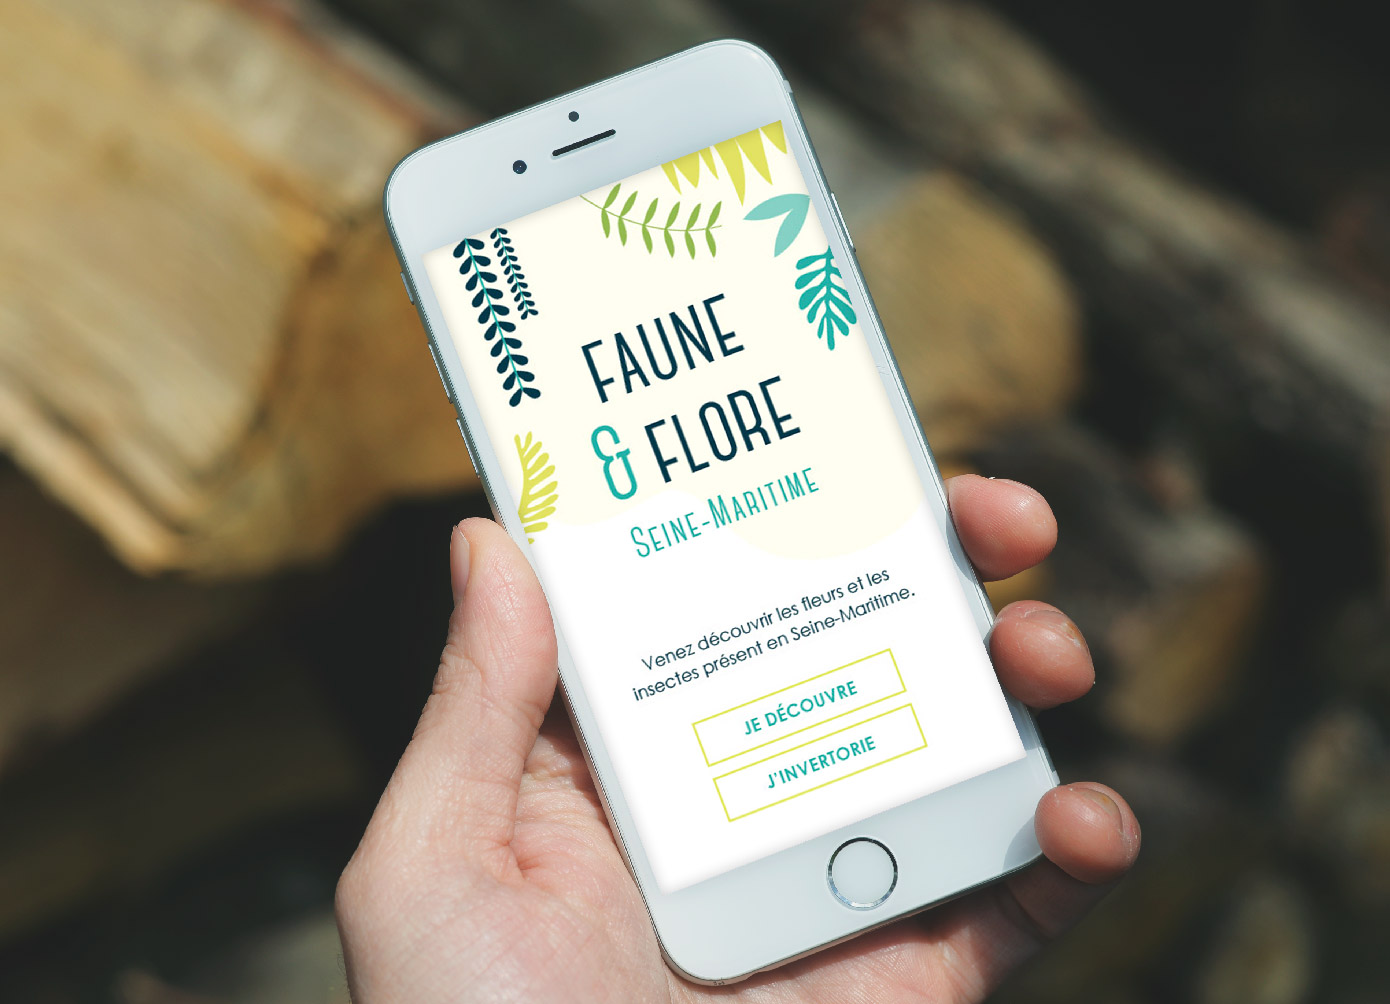 FAUNE
& FLORE
SEINE-MARITIME
Venez découvrir les fleurs et les
insectes présent en Seine-Maritime.
JE DÉCOUVRE
J'INVERTORIE